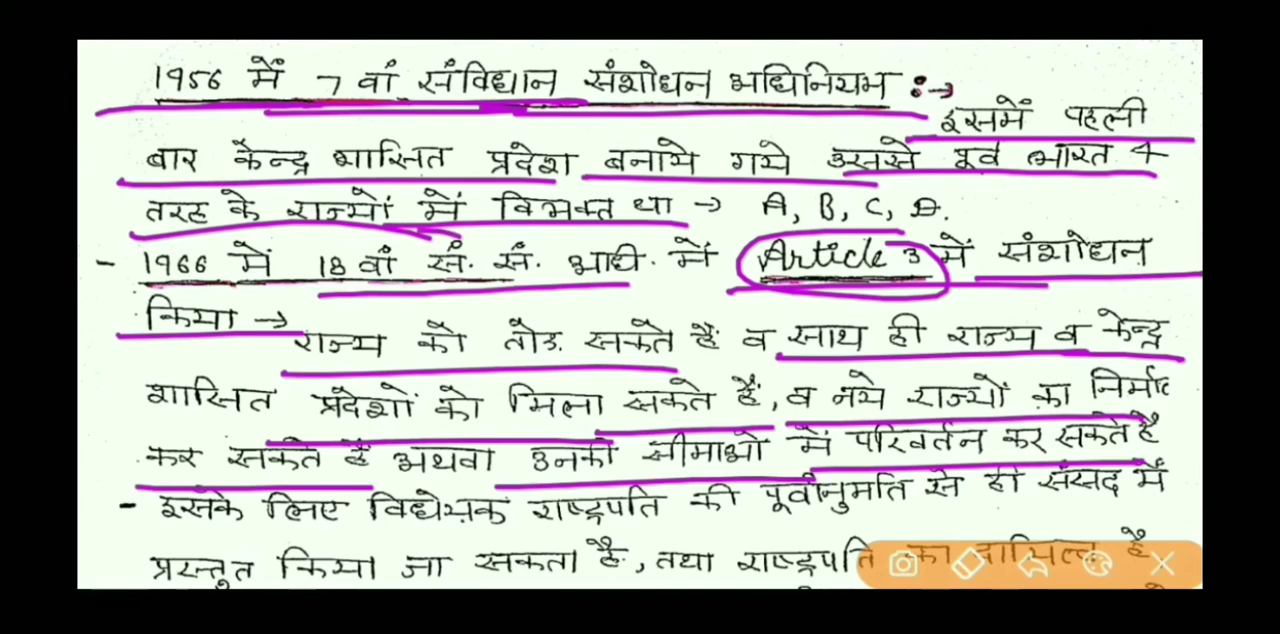 1956 में 7 वां संविधान संशोधन अधिनियम :→
इसमें पहली
बार केन्द्र शासित प्रदेश बनाये गये उससे पूर्व भारत 4
तरह के राज्यों में विभक्त था → A, B, C, D.
- 1966 में 18 वां सं. सं. अधि. में Article 3 में संशोधन
किया →
राज्य को तोड सकते हैं व साथ ही राज्य व केन्द्र
शासित प्रदेशों को मिला सकते हैं, व नये राज्यों का निर्माण
कर सकते हैं अथवा उनकी सीमाओं में परिवर्तन कर सकते है
- इसके लिए विधेयक राष्ट्रपति की पूर्वानुमति से ही संसद में
प्रस्तुत किया जा सकता है, तथा राष्ट्रपति का है